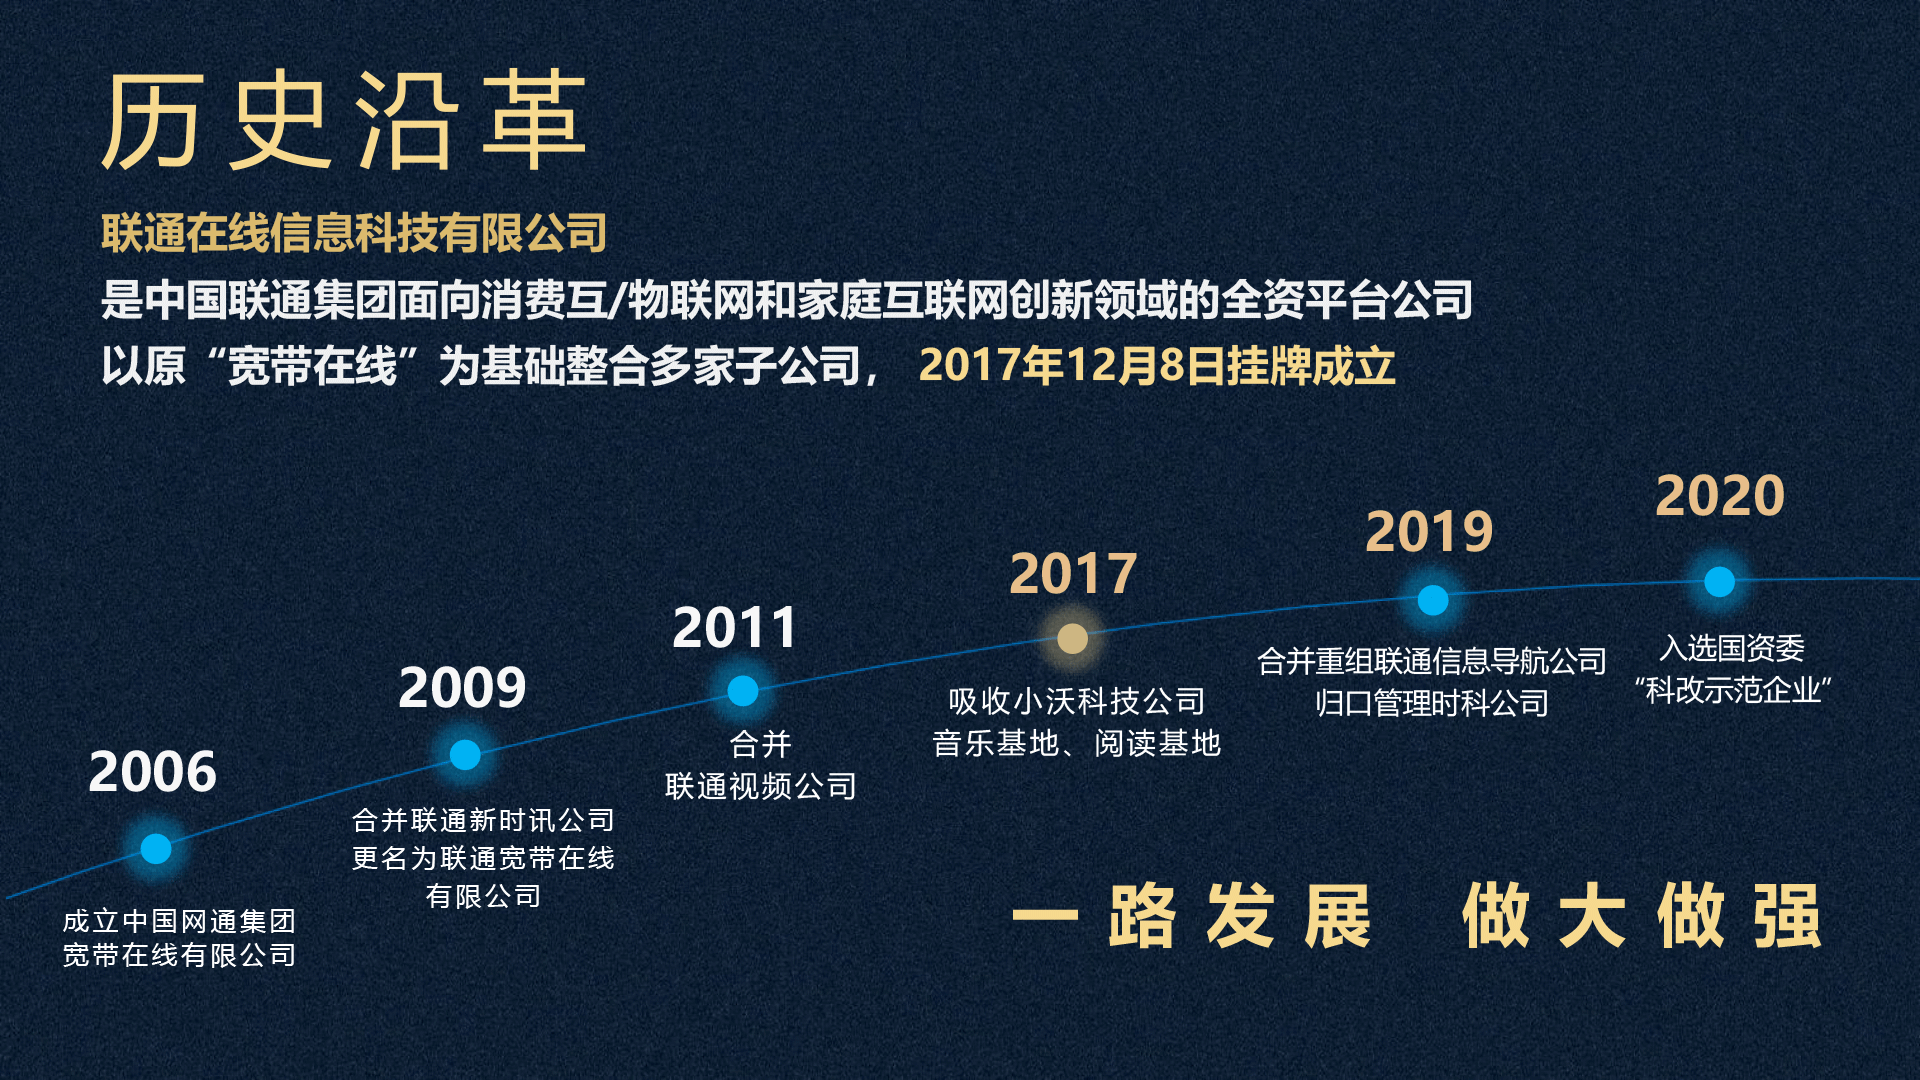 历史沿革
联通在线信息科技有限公司
是中国联通集团面向消费互/物联网和家庭互联网创新领域的全资平台公司
以原“宽带在线”为基础整合多家子公司， 2017年12月8日挂牌成立
2006
成立中国网通集团
宽带在线有限公司
2009
合并联通新时讯公司
更名为联通宽带在线
有限公司
2011
合并
联通视频公司
2017
吸收小沃科技公司
音乐基地、阅读基地
2019
合并重组联通信息导航公司
归口管理时科公司
2020
入选国资委
“科改示范企业”
一路发展 做大做强